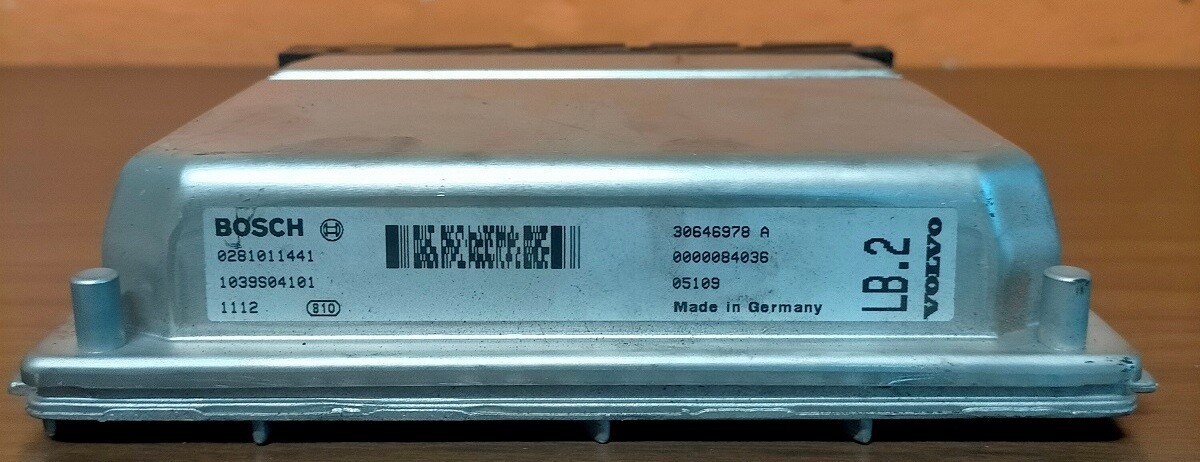 BOSCH
0281011441
1039S04101
1112 810
30646978 A
0000084036
05109
Made in Germany
LB.2
VOLVO